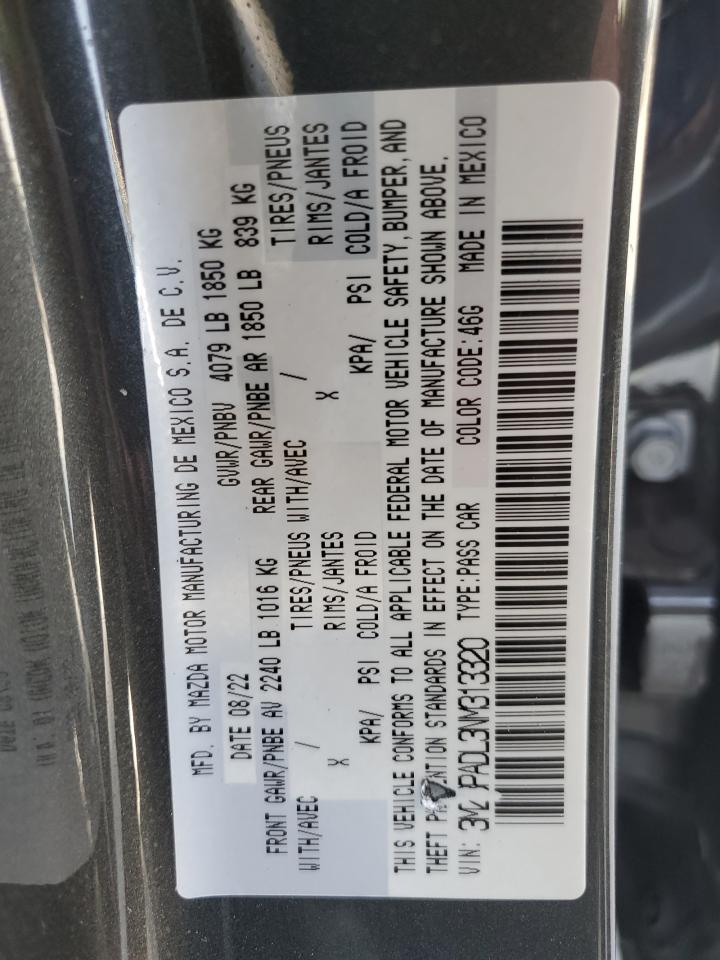 MFD. BY MAZDA MOTOR MANUFACTURING DE MEXICO S.A. DE C.V.
DATE 08/22 GVWR/PNBV 4079 LB 1850 KG
FRONT GAWR/PNBE AV 2240 LB 1016 KG REAR GAWR/PNBE AR 1850 LB 839 KG
WITH/AVEC / TIRES/PNEUS WITH/AVEC / TIRES/PNEUS
X RIMS/JANTES X RIMS/JANTES
KPA/ PSI COLD/A FROID KPA/ PSI COLD/A FROID
THIS VEHICLE CONFORMS TO ALL APPLICABLE FEDERAL MOTOR VEHICLE SAFETY, BUMPER, AND
THEFT STANDARDS IN EFFECT ON THE DATE OF MANUFACTURE SHOWN ABOVE.
VIN: TYPE:PASS CAR COLOR CODE:46G MADE IN MEXICO